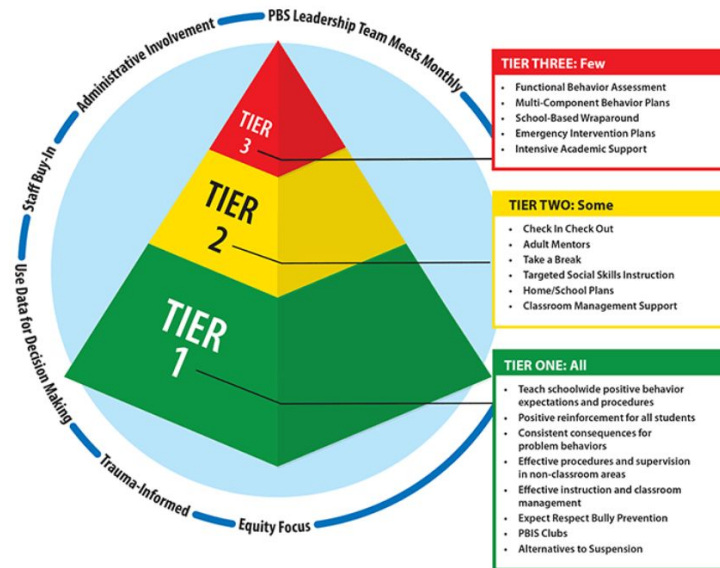 PBS Leadership Team Meets Monthly
Administrative Involvement
Staff Buy-In
Use Data for Decision Making
Trauma-Informed
Equity Focus
TIER
3
TIER
2
TIER
1
TIER THREE: Few
• Functional Behavior Assessment
• Multi-Component Behavior Plans
• School-Based Wraparound
• Emergency Intervention Plans
• Intensive Academic Support
TIER TWO: Some
• Check In Check Out
• Adult Mentors
• Take a Break
• Targeted Social Skills Instruction
• Home/School Plans
• Classroom Management Support
TIER ONE: All
• Teach schoolwide positive behavior
expectations and procedures
• Positive reinforcement for all students
• Consistent consequences for
problem behaviors
• Effective procedures and supervision
in non-classroom areas
• Effective instruction and classroom
management
• Expect Respect Bully Prevention
• PBIS Clubs
• Alternatives to Suspension